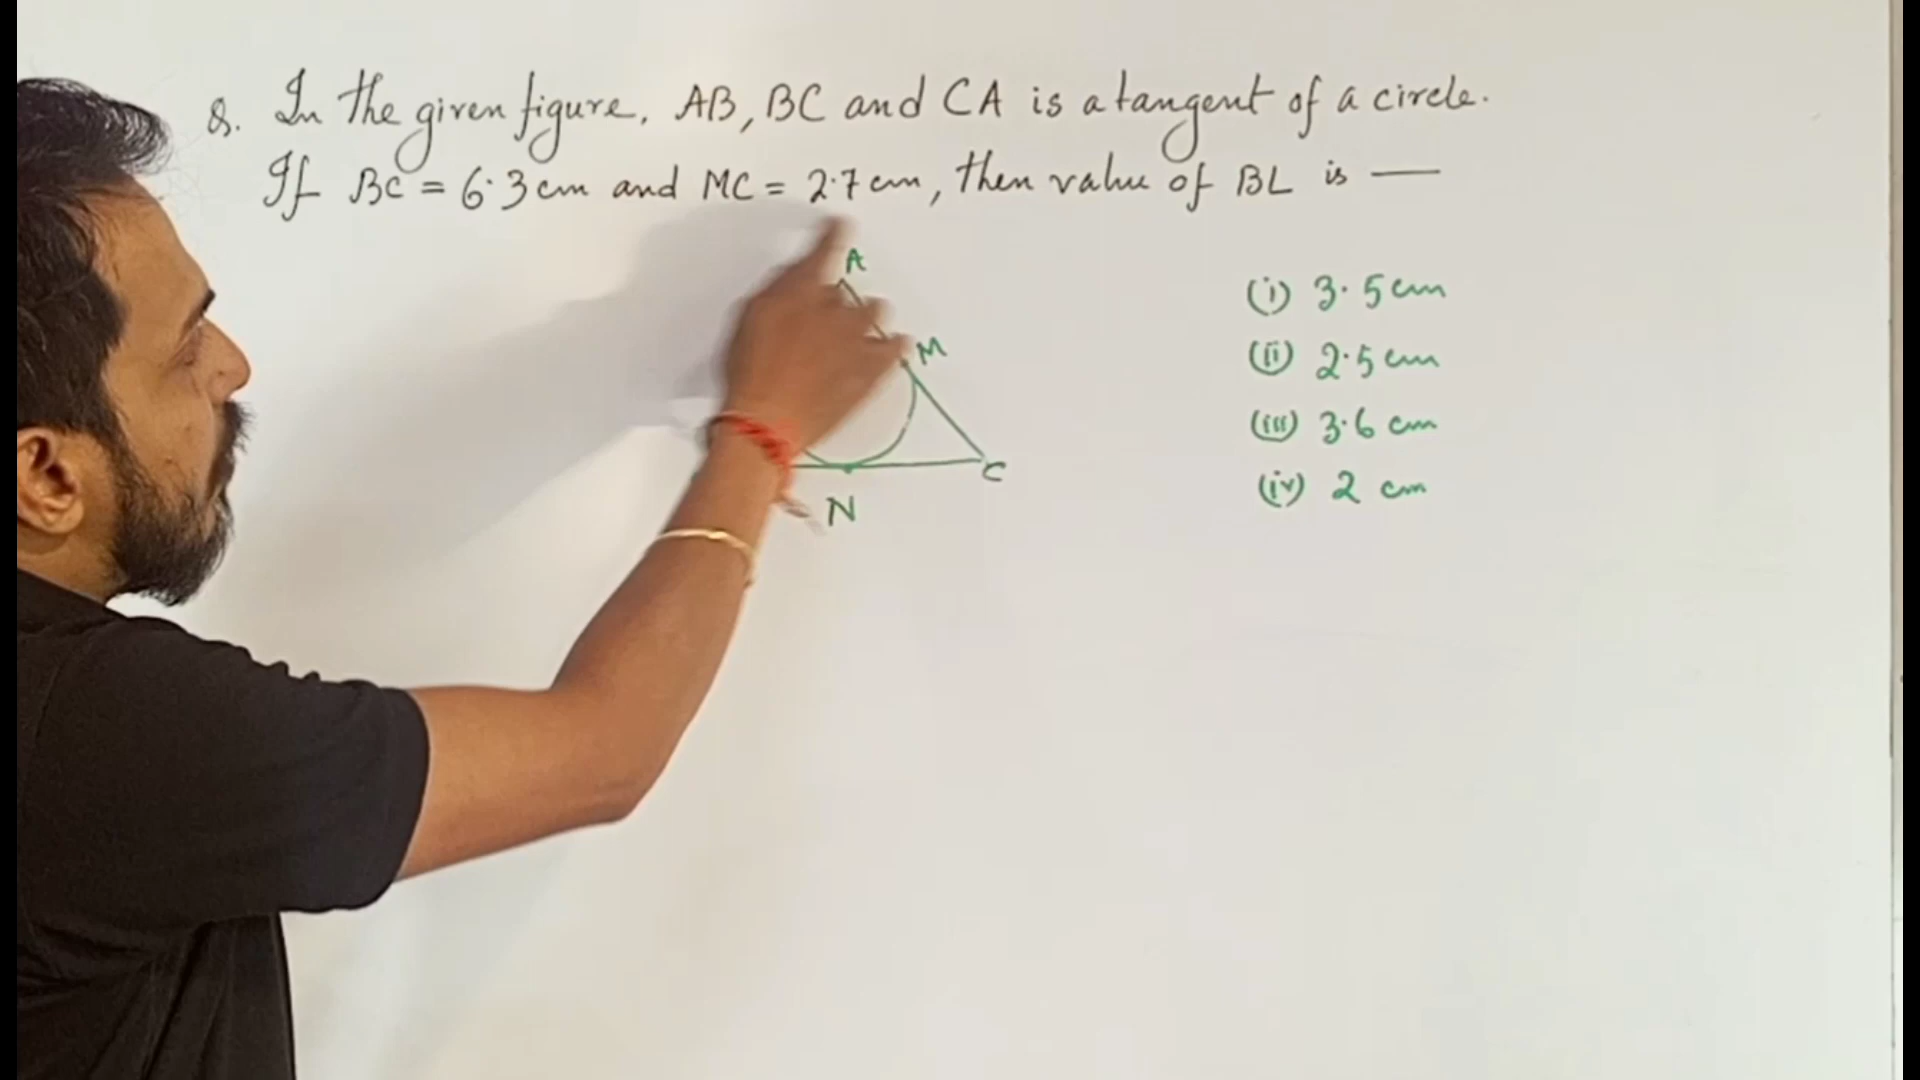 Q. In the given figure, AB, BC and CA is a tangent of a circle.
If BC = 6.3 cm and MC = 2.7 cm, then value of BL is —
A
M
C
N
(i) 3.5 cm
(ii) 2.5 cm
(iii) 3.6 cm
(iv) 2 cm